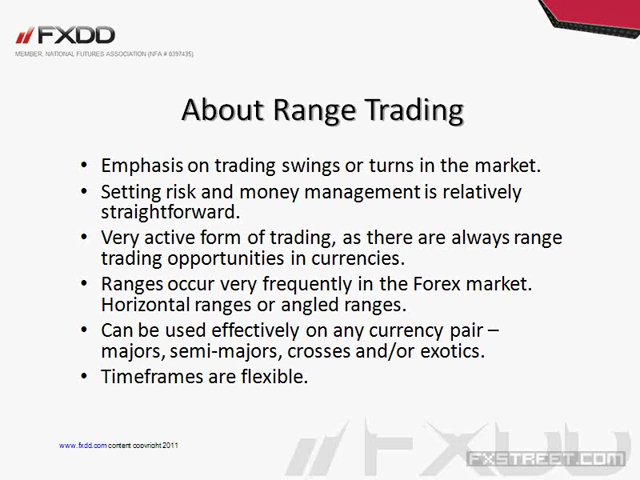 FXDD
MEMBER, NATIONAL FUTURES ASSOCIATION (NFA # 0397435)
About Range Trading
• Emphasis on trading swings or turns in the market.
• Setting risk and money management is relatively
straightforward.
• Very active form of trading, as there are always range
trading opportunities in currencies.
• Ranges occur very frequently in the Forex market.
Horizontal ranges or angled ranges.
• Can be used effectively on any currency pair –
majors, semi-majors, crosses and/or exotics.
• Timeframes are flexible.
www.fxdd.com content copyright 2011
FXDD
FXSTREET.COM